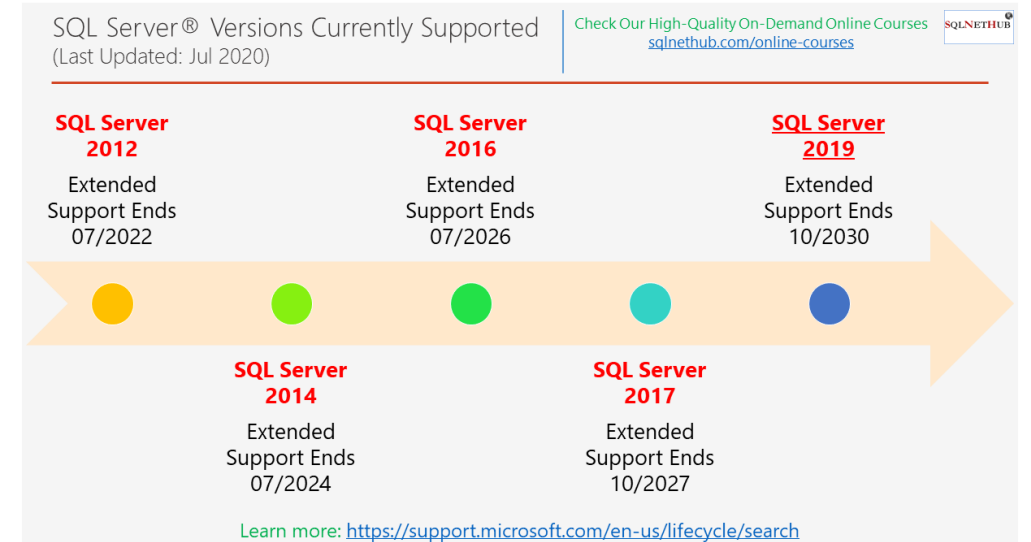 SQL Server® Versions Currently Supported
(Last Updated: Jul 2020)
Check Our High-Quality On-Demand Online Courses
sqlnethub.com/online-courses
SQLNETHUB
SQL Server
2012
Extended
Support Ends
07/2022
SQL Server
2016
Extended
Support Ends
07/2026
SQL Server
2019
Extended
Support Ends
10/2030
SQL Server
2014
Extended
Support Ends
07/2024
SQL Server
2017
Extended
Support Ends
10/2027
Learn more: https://support.microsoft.com/en-us/lifecycle/search